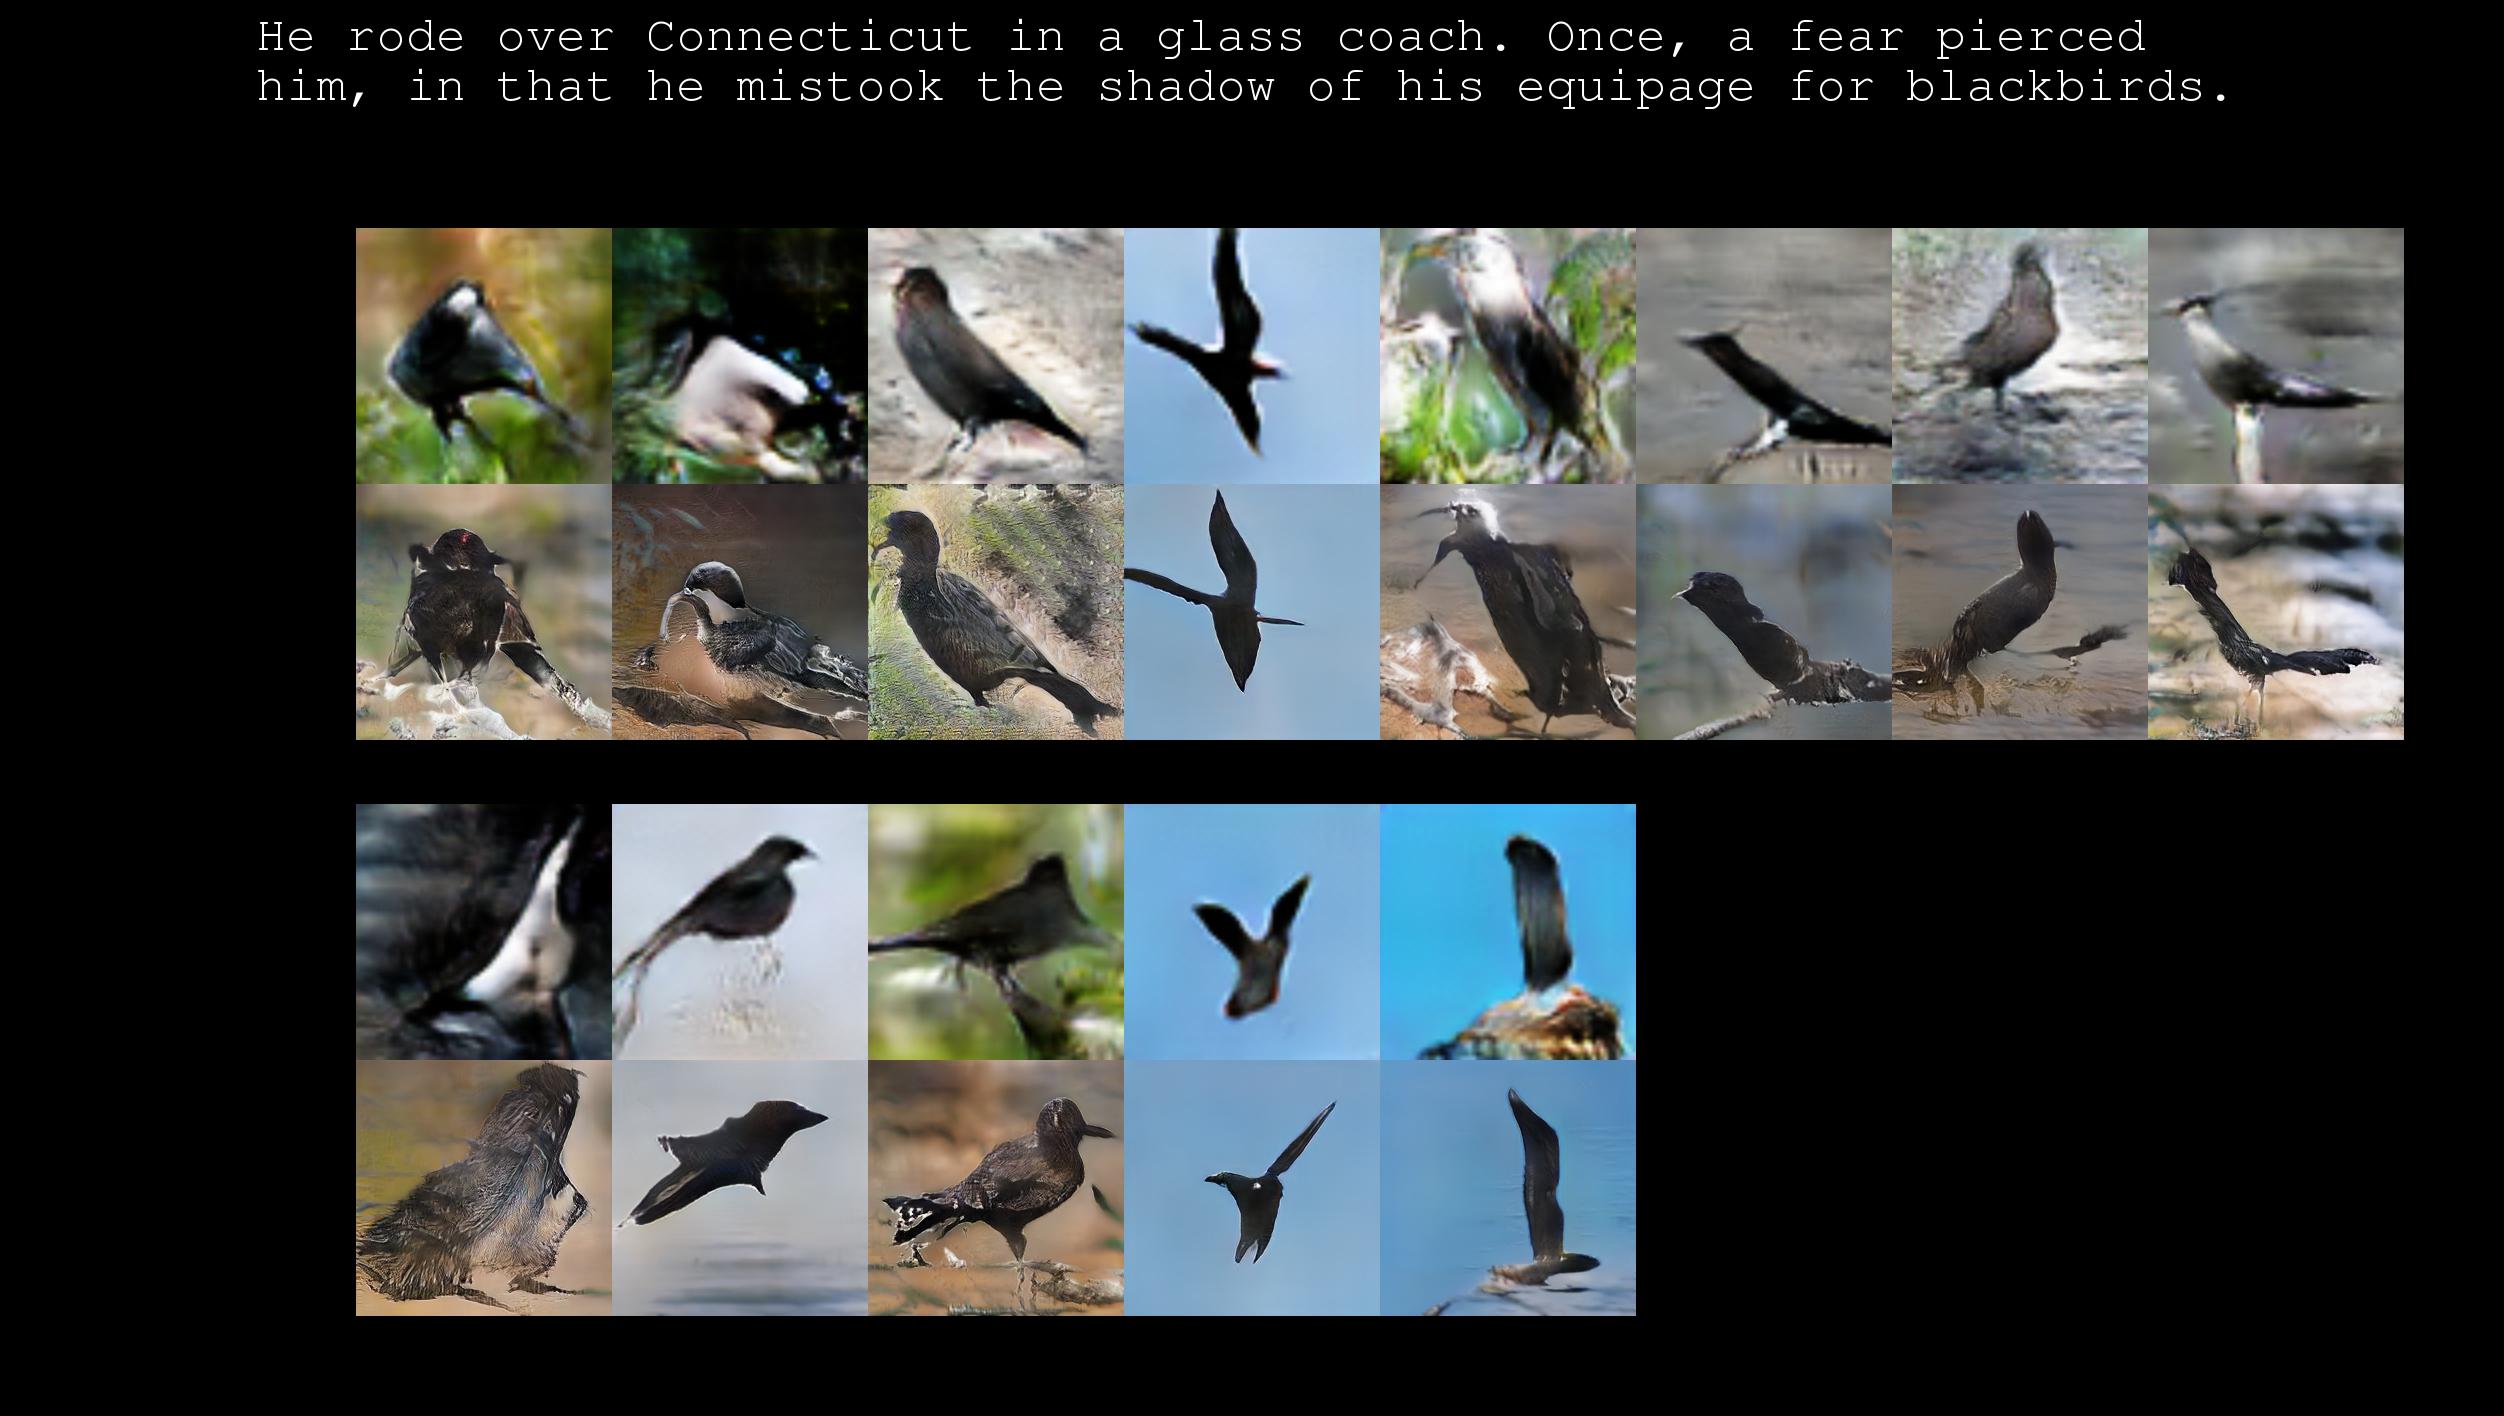 He rode over Connecticut in a glass coach. Once, a fear pierced
him, in that he mistook the shadow of his equipage for blackbirds.